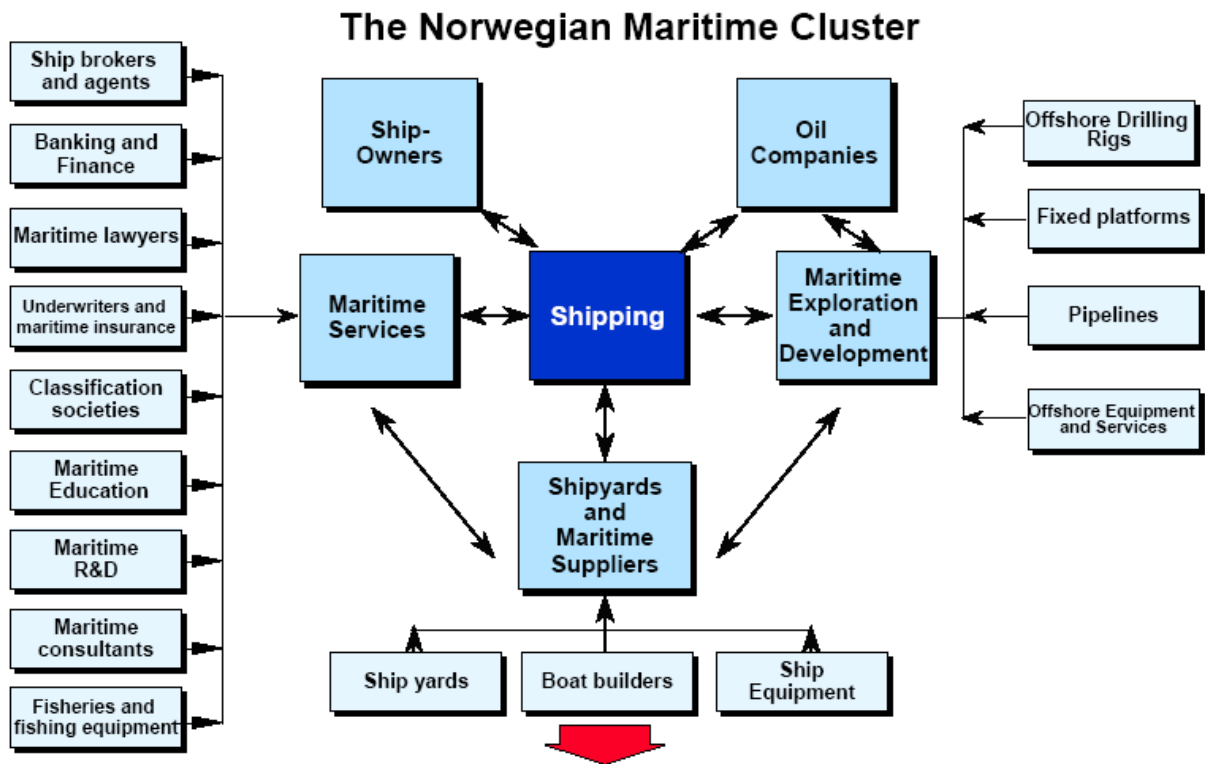 The Norwegian Maritime Cluster
Ship brokers
and agents
Banking and
Finance
Maritime lawyers
Underwriters and
maritime insurance
Classification
societies
Maritime
Education
Maritime
R&D
Maritime
consultants
Fisheries and
fishing equipment
Ship-
Owners
Oil
Companies
Maritime
Services
Shipping
Maritime
Exploration
and
Development
Shipyards
and
Maritime
Suppliers
Ship yards
Boat builders
Ship
Equipment
Offshore Drilling
Rigs
Fixed platforms
Pipelines
Offshore Equipment
and Services